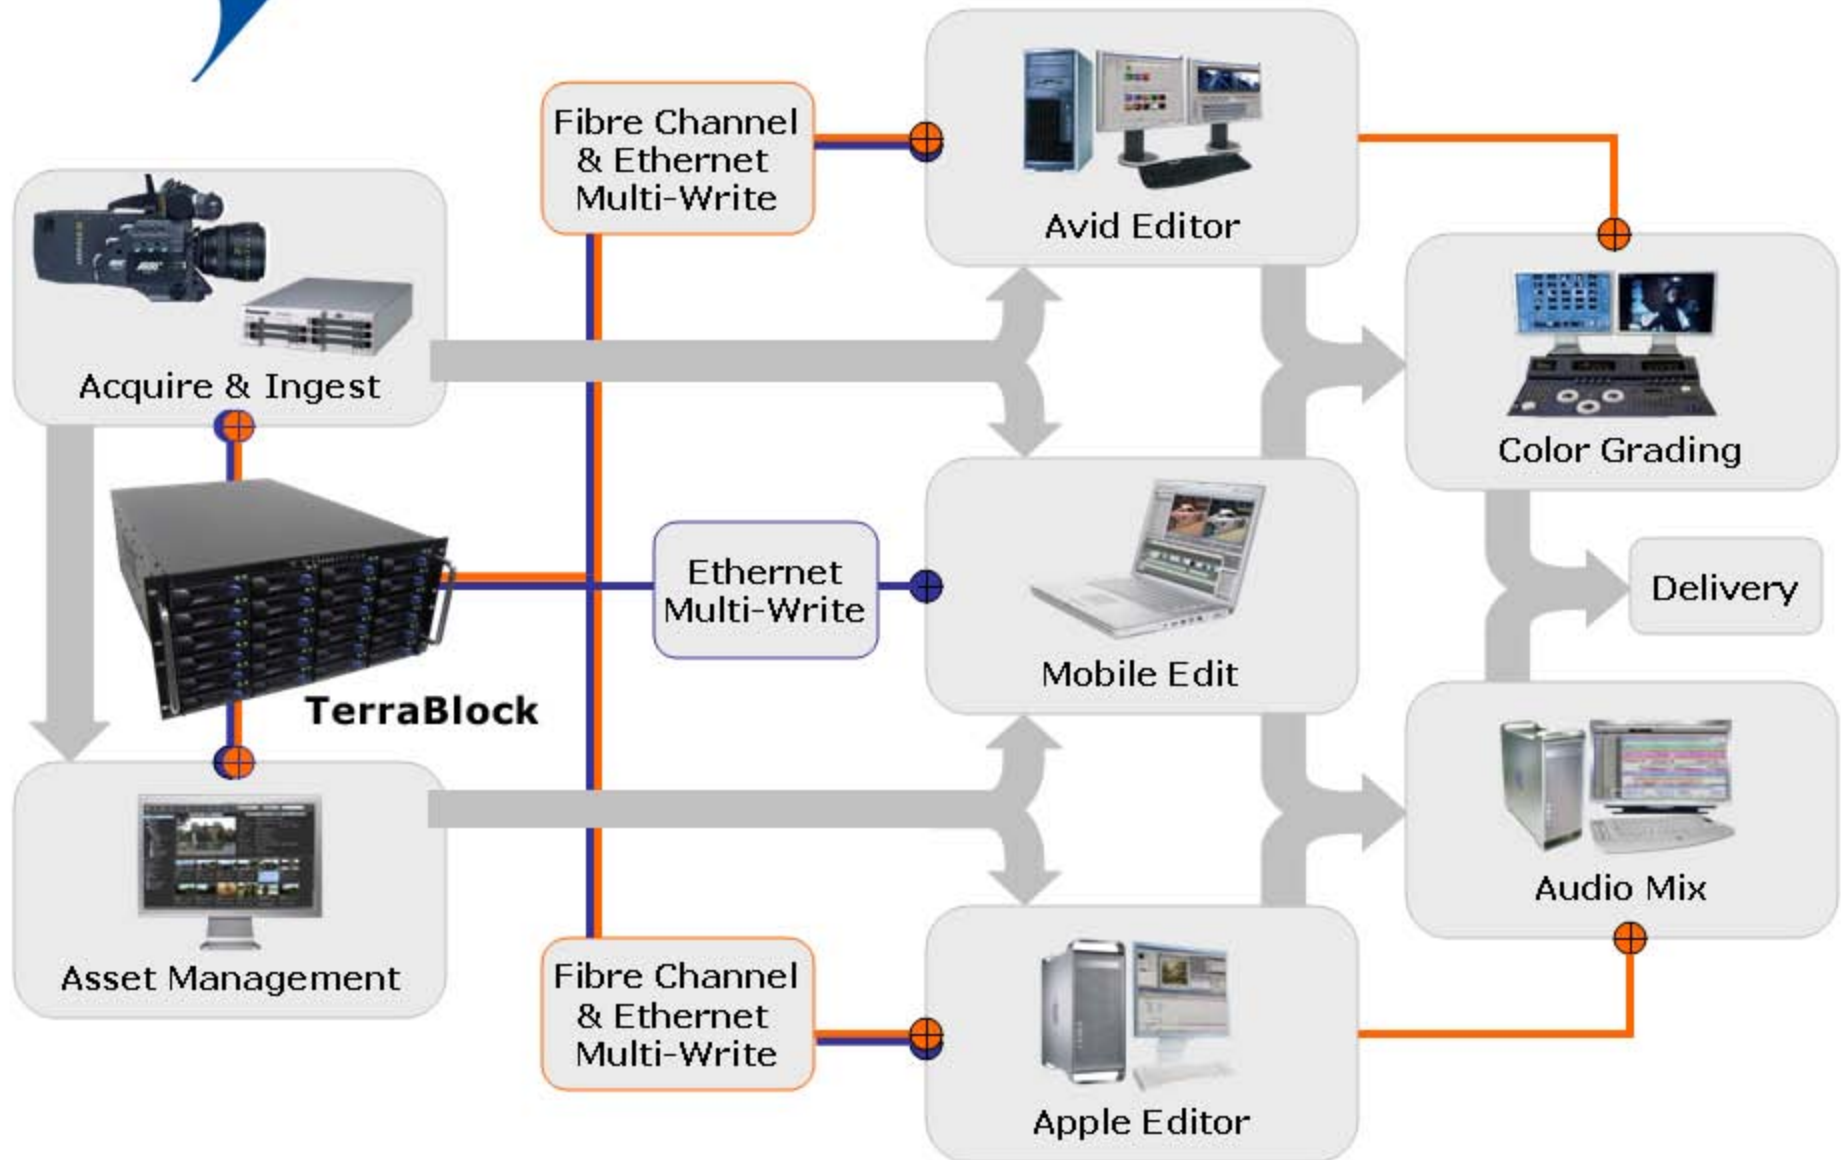 Fibre Channel
& Ethernet
Multi-Write
Avid Editor
Acquire & Ingest
Color Grading
Ethernet
Multi-Write
Mobile Edit
Delivery
TerraBlock
Asset Management
Audio Mix
Fibre Channel
& Ethernet
Multi-Write
Apple Editor